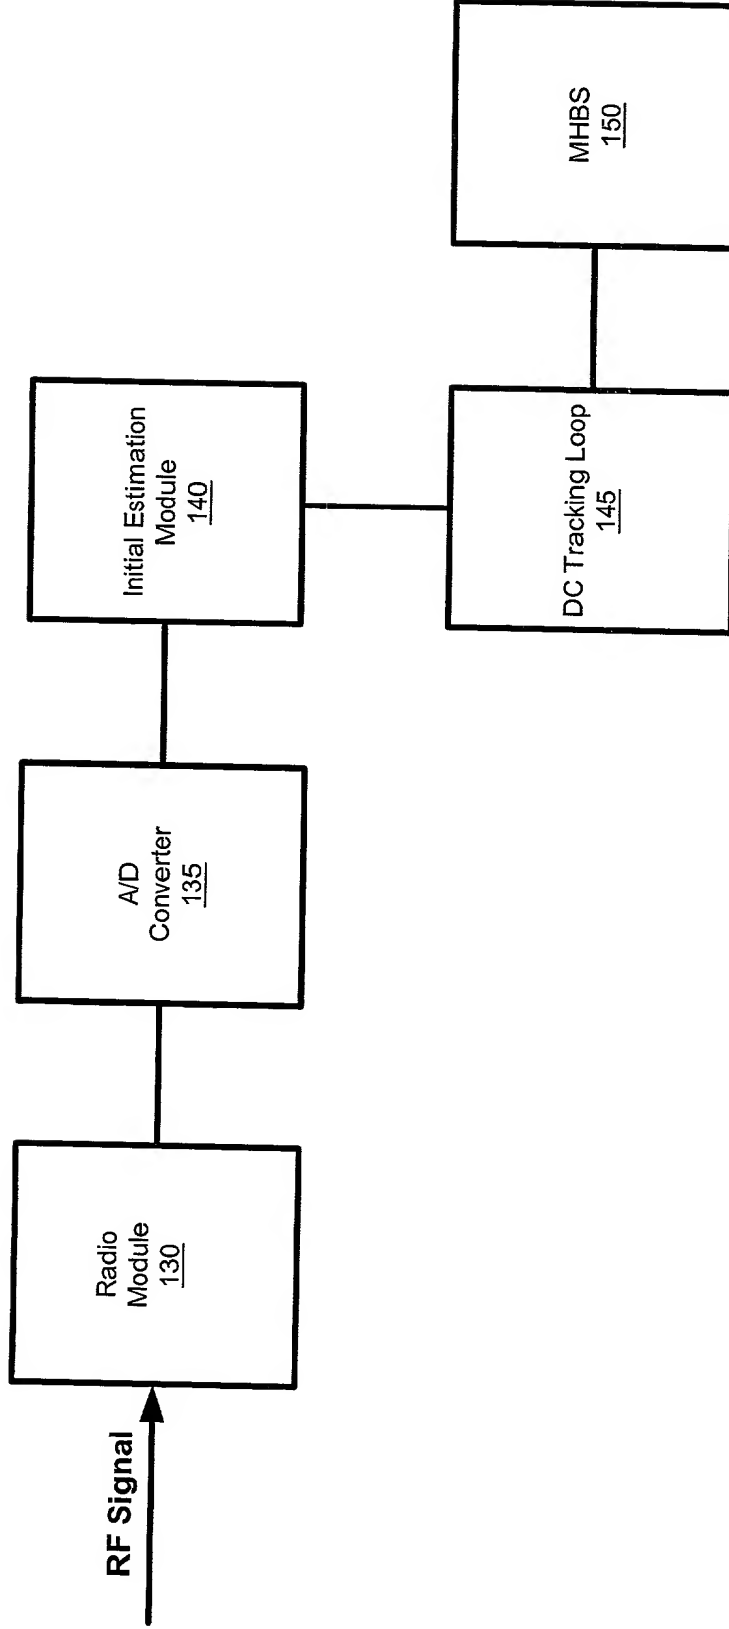 RF Signal
Radio
Module
130
A/D
Converter
135
Initial Estimation
Module
140
DC Tracking Loop
145
MHBS
150